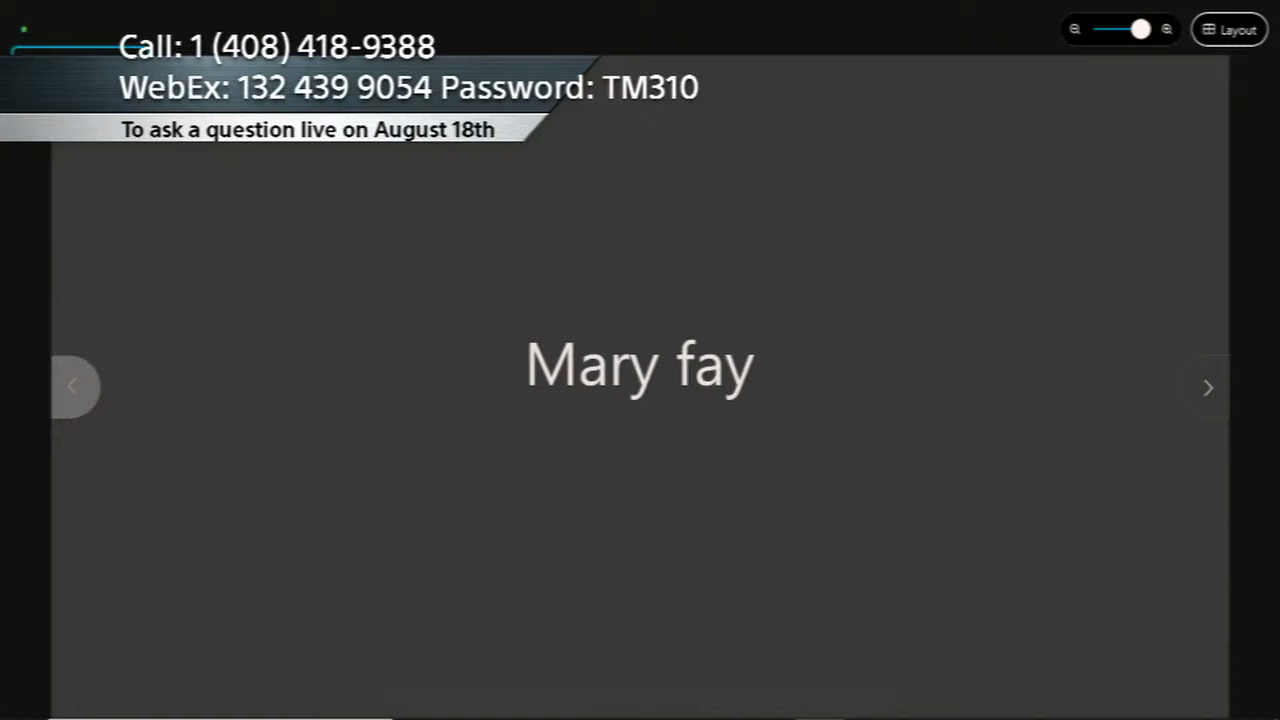 Call: 1 (408) 418-9388
WebEx: 132 439 9054 Password: TM310
To ask a question live on August 18th
Layout
Mary fay